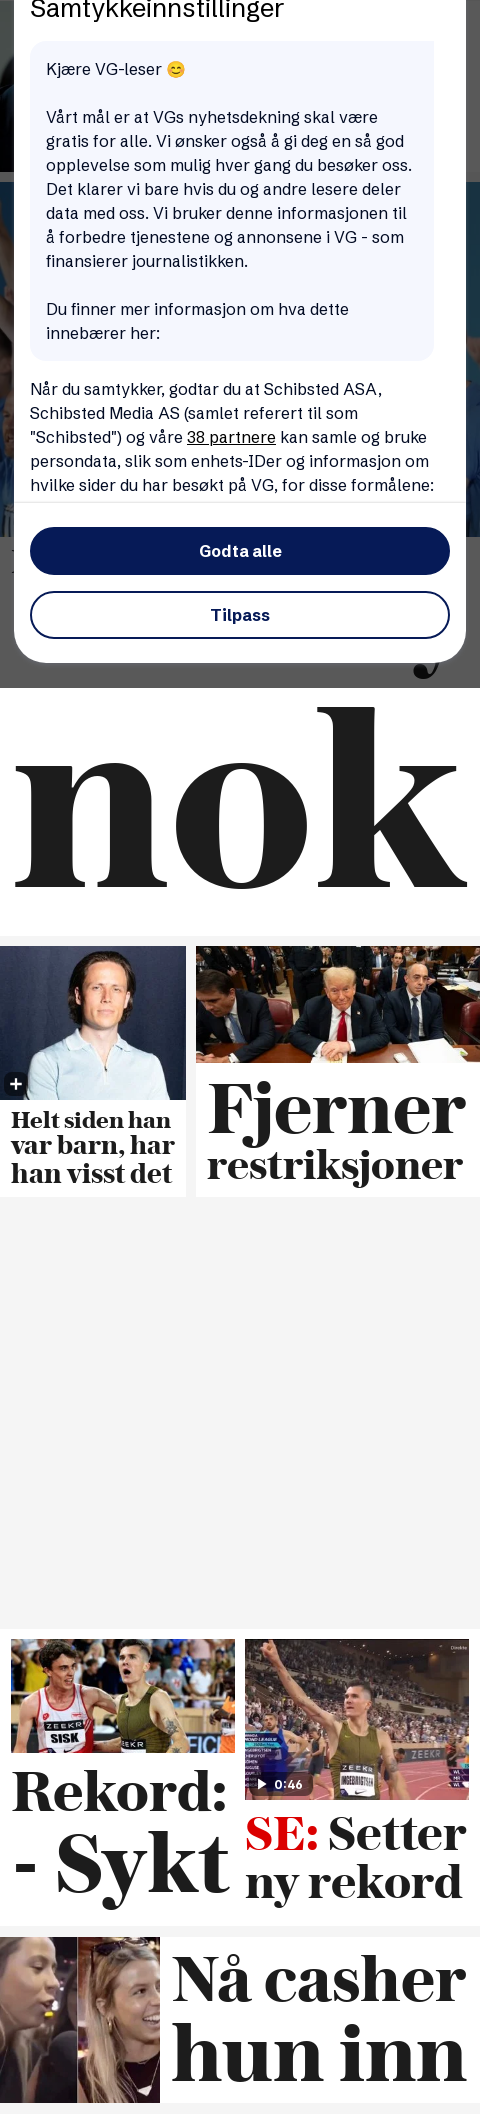 Samtykkeinnstillinger
Kjære VG-leser 😊
Vårt mål er at VGs nyhetsdekning skal være
gratis for alle. Vi ønsker også å gi deg en så god
opplevelse som mulig hver gang du besøker oss.
Det klarer vi bare hvis du og andre lesere deler
data med oss. Vi bruker denne informasjonen til
å forbedre tjenestene og annonsene i VG - som
finansierer journalistikken.
Du finner mer informasjon om hva dette
innebærer her:
Når du samtykker, godtar du at Schibsted ASA,
Schibsted Media AS (samlet referert til som
"Schibsted") og våre 38 partnere kan samle og bruke
persondata, slik som enhets-IDer og informasjon om
hvilke sider du har besøkt på VG, for disse formålene:
Godta alle
Tilpass
nok
Helt siden han
var barn, har
han visst det
Fjerner
restriksjoner
ZEEKR
SISK
ZEEKR
Rekord:
- Sykt
Direkte
ZEEKR
ZEEKR
INGEBRIGTSEN
0:46
SE: Setter
ny rekord
Nå casher
hun inn